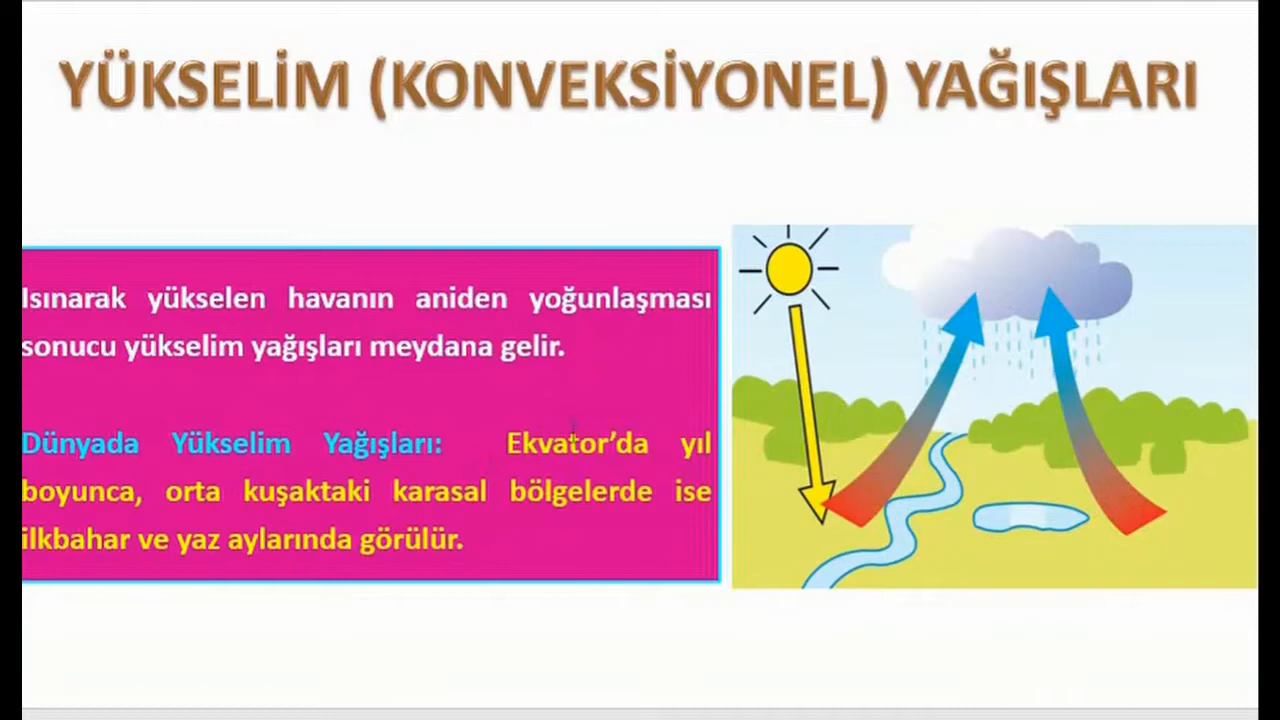 YÜKSELİM (KONVEKSİYONEL) YAĞIŞLARI
Isınarak yükselen havanın aniden yoğunlaşması
sonucu yükselim yağışları meydana gelir.
Dünyada Yükselim Yağışları: Ekvator’da yıl
boyunca, orta kuşaktaki karasal bölgelerde ise
ilkbahar ve yaz aylarında görülür.